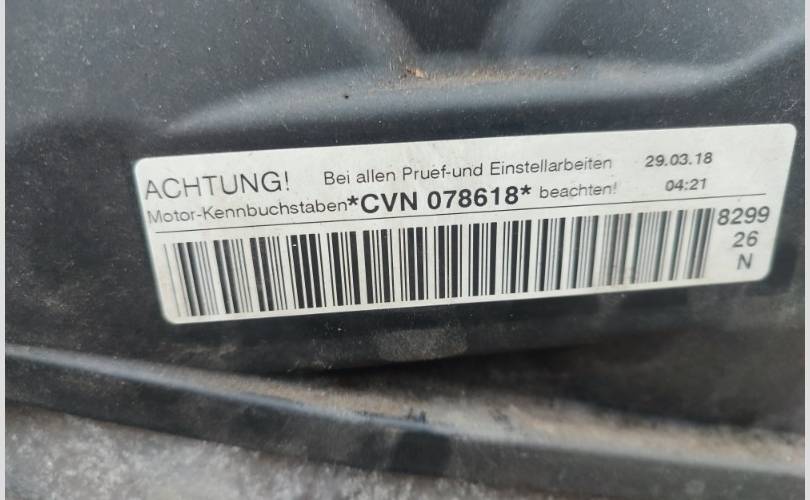 ACHTUNG! Bei allen Pruef-und Einstellarbeiten 29.03.18
Motor-Kennbuchstaben*CVN 078618* beachten! 04:21
8299
26
N